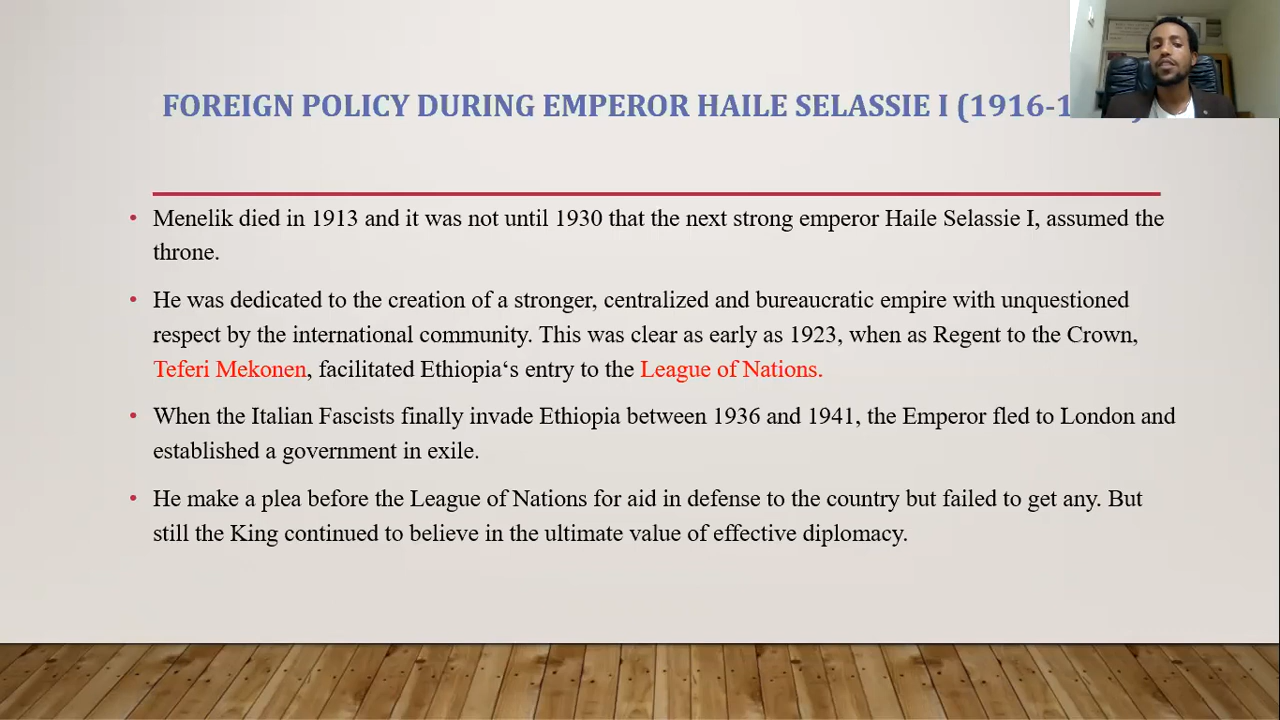 FOREIGN POLICY DURING EMPEROR HAILE SELASSIE I (1916-1
• Menelik died in 1913 and it was not until 1930 that the next strong emperor Haile Selassie I, assumed the
throne.
• He was dedicated to the creation of a stronger, centralized and bureaucratic empire with unquestioned
respect by the international community. This was clear as early as 1923, when as Regent to the Crown,
Teferi Mekonen, facilitated Ethiopia‘s entry to the League of Nations.
• When the Italian Fascists finally invade Ethiopia between 1936 and 1941, the Emperor fled to London and
established a government in exile.
• He make a plea before the League of Nations for aid in defense to the country but failed to get any. But
still the King continued to believe in the ultimate value of effective diplomacy.